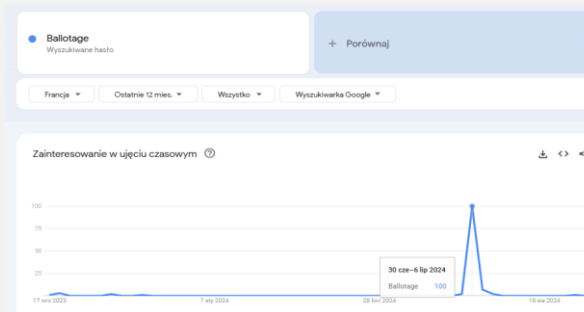 Ballotage
Wyszukiwane hasło
+ Porównaj
Francja
Ostatnie 12 mies.
Wszystko
Wyszukiwarka Google
Zainteresowanie w ujęciu czasowym
100
75
50
25
30 cze–6 lip 2024
Ballotage 100
17 wrz 2023
7 sty 2024
28 kwi 2024
18 sie 2024